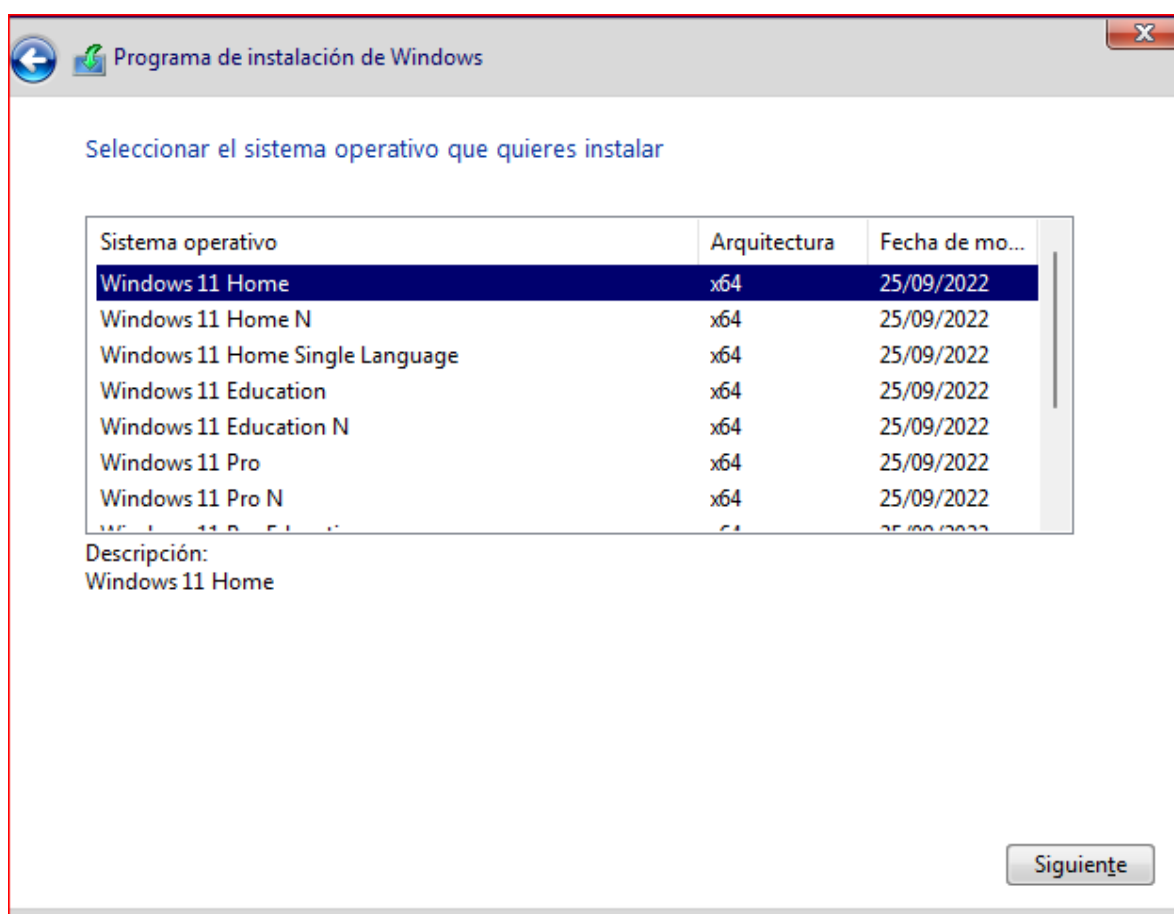 Programa de instalación de Windows
Seleccionar el sistema operativo que quieres instalar
Sistema operativo Arquitectura Fecha de mo...
Windows 11 Home x64 25/09/2022
Windows 11 Home N x64 25/09/2022
Windows 11 Home Single Language x64 25/09/2022
Windows 11 Education x64 25/09/2022
Windows 11 Education N x64 25/09/2022
Windows 11 Pro x64 25/09/2022
Windows 11 Pro N x64 25/09/2022
Descripción:
Windows 11 Home
Siguiente